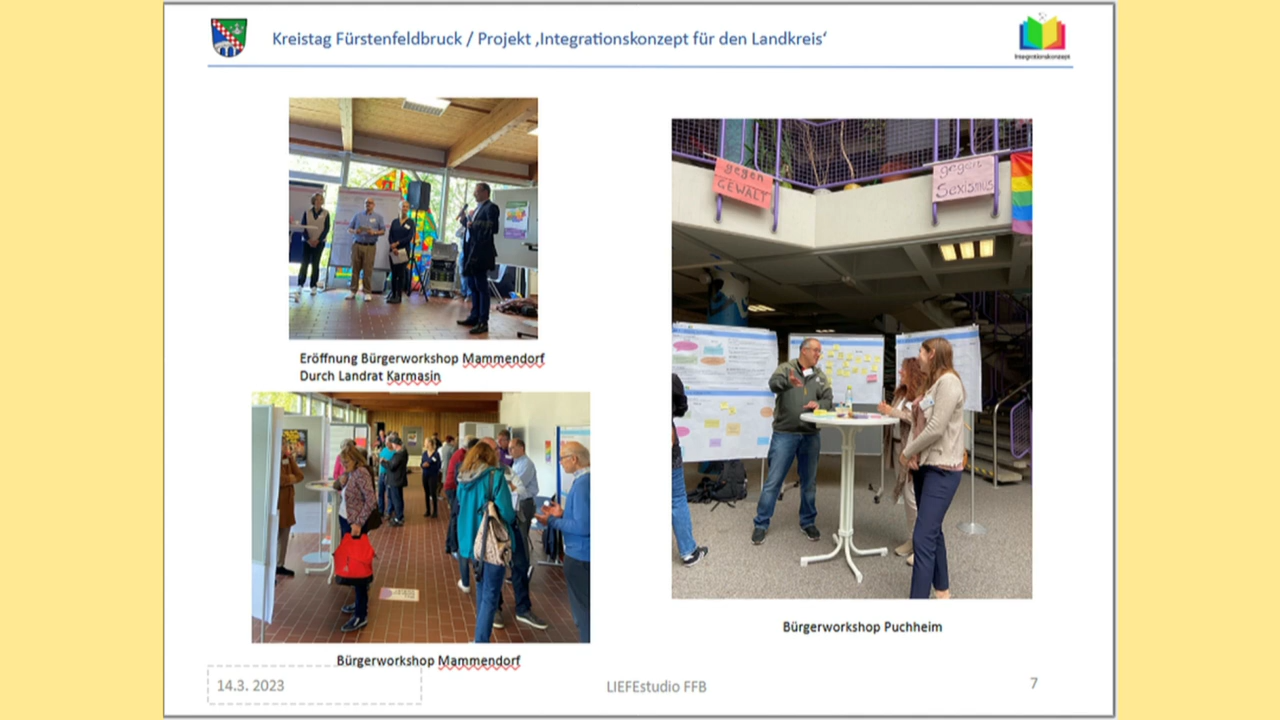 Kreistag Fürstenfeldbruck / Projekt ‚Integrationskonzept für den Landkreis‘
Integrationskonzept
gegen
GEWALT
gegen
Sexismus
Eröffnung Bürgerworkshop Mammendorf
Durch Landrat Karmasin
Bürgerworkshop Mammendorf
Bürgerworkshop Puchheim
14.3. 2023
LIEFEstudio FFB
7